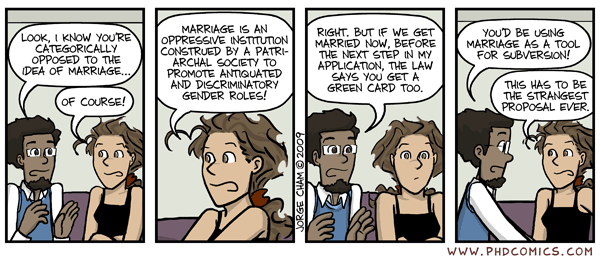 LOOK, I KNOW YOU'RE
CATEGORICALLY
OPPOSED TO THE
IDEA OF MARRIAGE...
OF COURSE!
MARRIAGE IS AN
OPPRESSIVE INSTITUTION
CONSTRUED BY A PATRI-
ARCHAL SOCIETY TO
PROMOTE ANTIQUATED
AND DISCRIMINATORY
GENDER ROLES!
JORGE CHAM © 2009
RIGHT. BUT IF WE GET
MARRIED NOW, BEFORE
THE NEXT STEP IN MY
APPLICATION, THE LAW
SAYS YOU GET A
GREEN CARD TOO.
YOU'D BE USING
MARRIAGE AS A TOOL
FOR SUBVERSION!
THIS HAS TO BE
THE STRANGEST
PROPOSAL EVER.
WWW.PHDCOMICS.COM